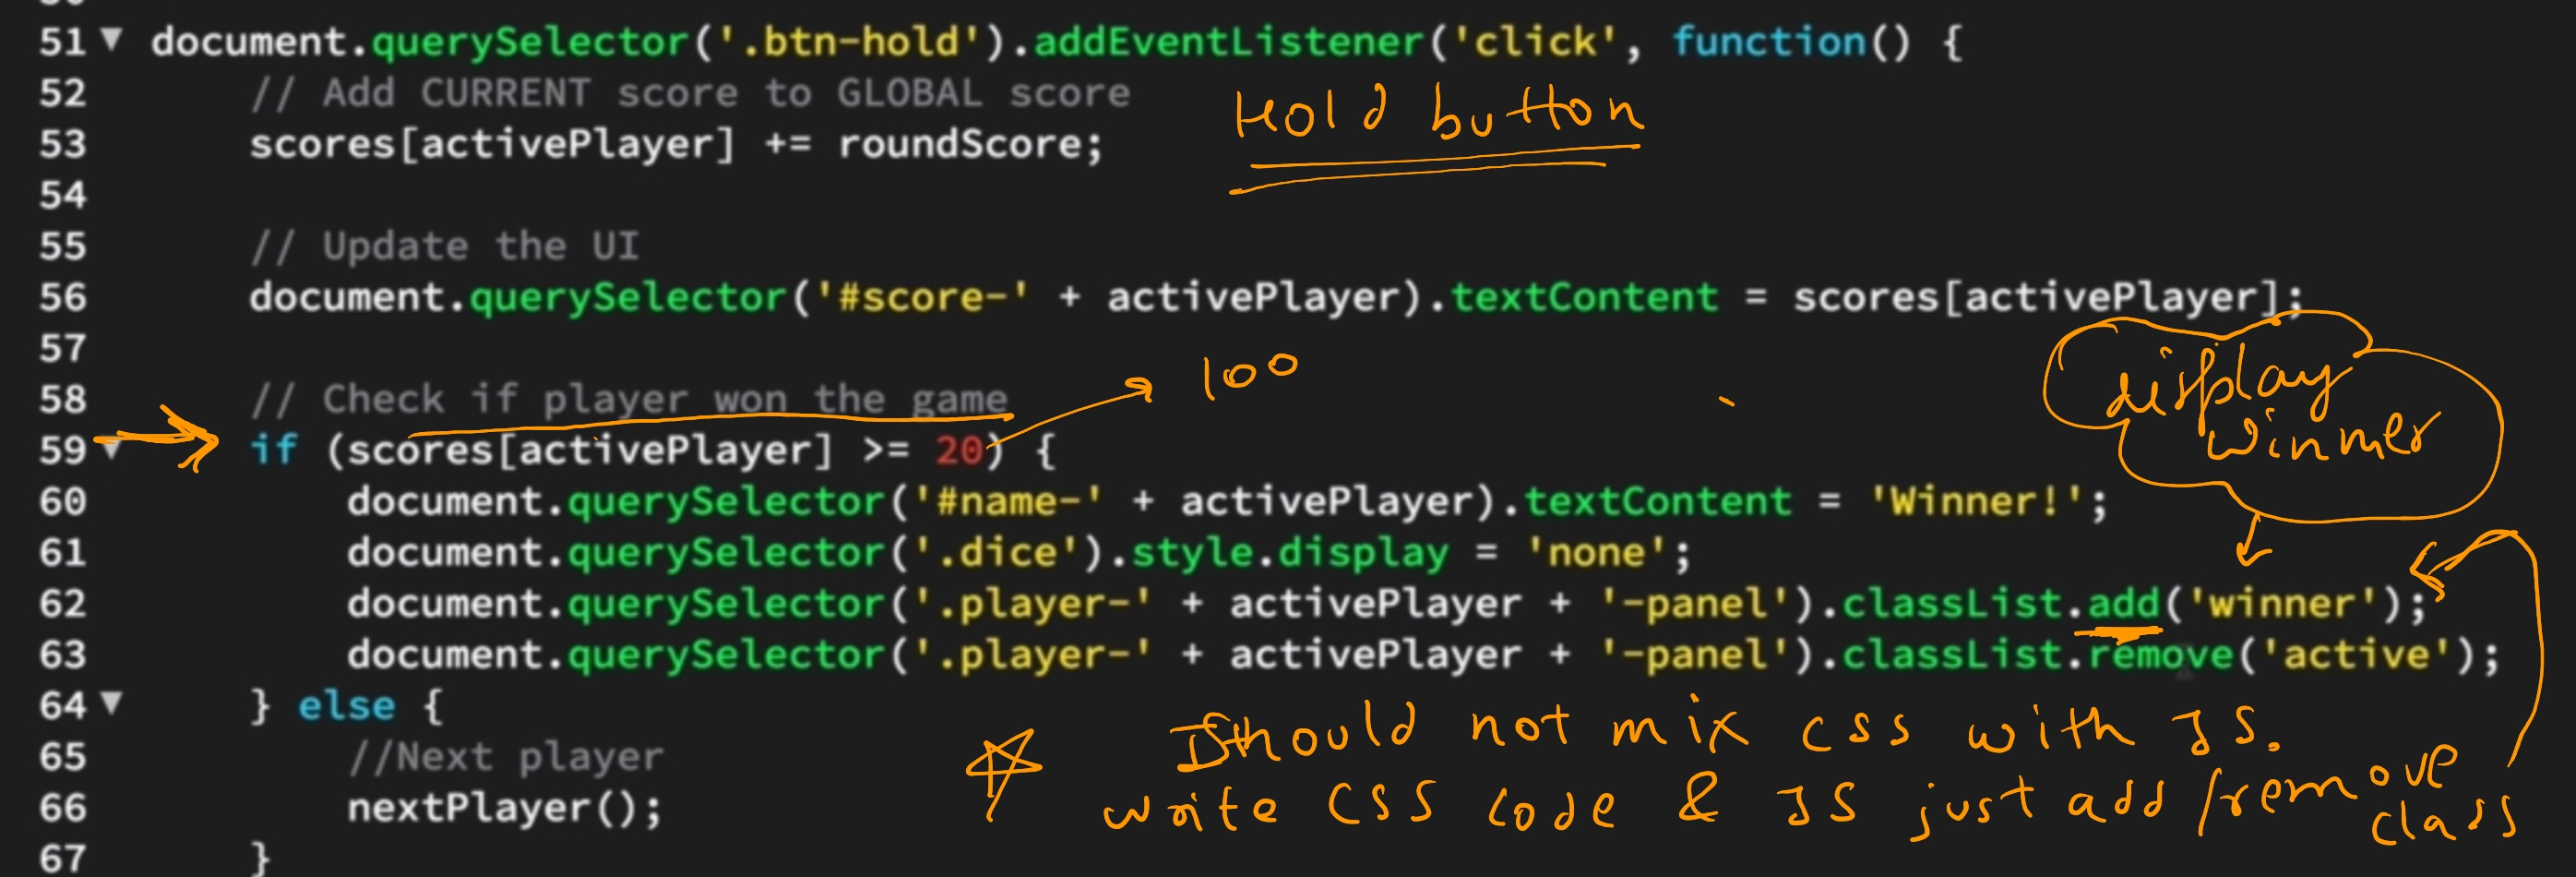 51 document.querySelector('.btn-hold').addEventListener('click', function() {
52 // Add CURRENT score to GLOBAL score
Hold button
53 scores[activePlayer] += roundScore;
54
55 // Update the UI
56 document.querySelector('#score-' + activePlayer).textContent = scores[activePlayer];
57
100
display
winner
58 // Check if player won the game
59 if (scores[activePlayer] >= 20) {
60 document.querySelector('#name-' + activePlayer).textContent = 'Winner!';
61 document.querySelector('.dice').style.display = 'none';
62 document.querySelector('.player-' + activePlayer + '-panel').classList.add('winner');
63 document.querySelector('.player-' + activePlayer + '-panel').classList.remove('active');
64 } else {
Should not mix css with JS.
65 //Next player
write CSS code & JS just add/remove
class
66 nextPlayer();
67 }